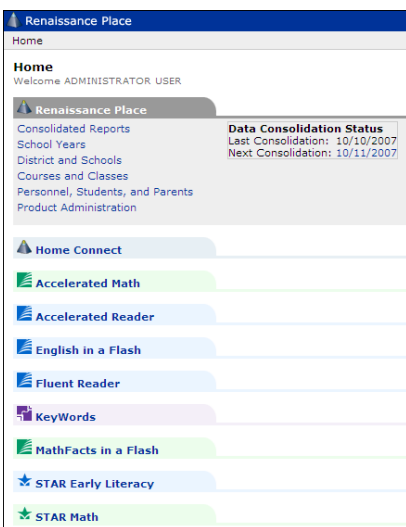 Renaissance Place
Home
Home
Welcome ADMINISTRATOR USER
Renaissance Place
Consolidated Reports
School Years
District and Schools
Courses and Classes
Personnel, Students, and Parents
Product Administration
Data Consolidation Status
Last Consolidation: 10/10/2007
Next Consolidation: 10/11/2007
Home Connect
Accelerated Math
Accelerated Reader
English in a Flash
Fluent Reader
KeyWords
MathFacts in a Flash
STAR Early Literacy
STAR Math